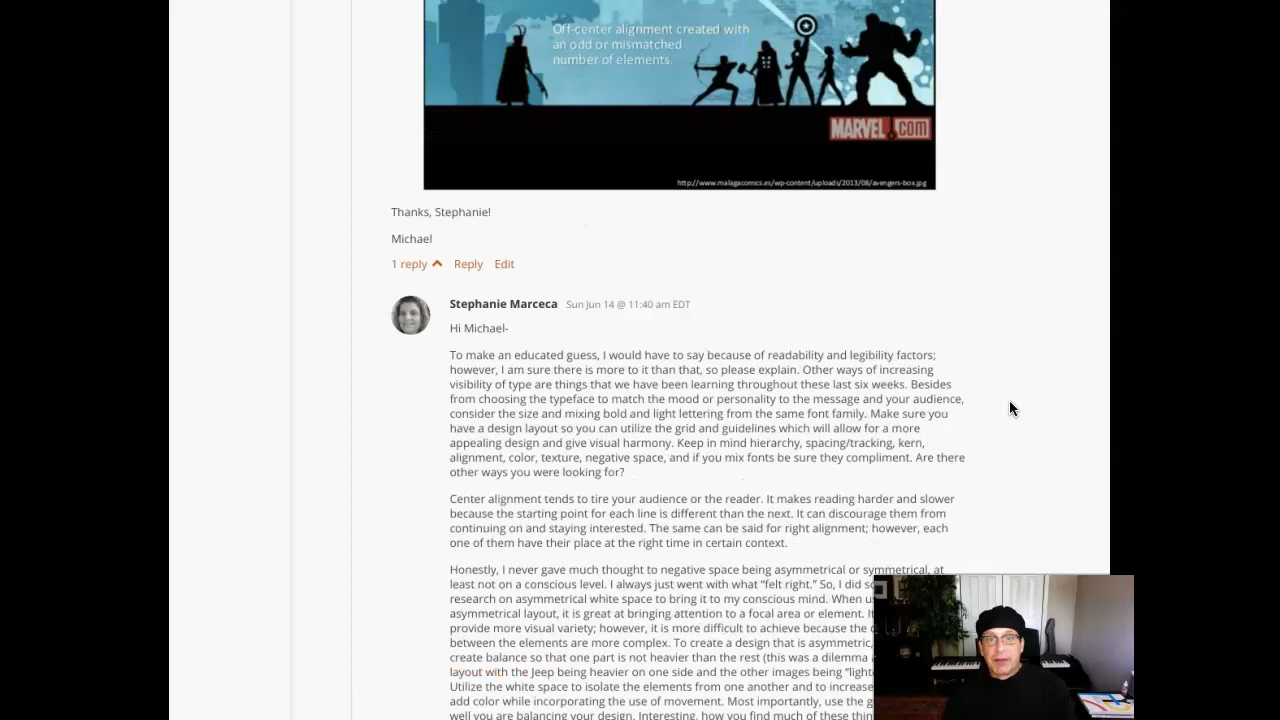 Off-center alignment created with
an odd or mismatched
number of elements.
MARVEL.COM
http://www.malagacomics.es/wp-content/uploads/2013/08/avengers-box.jpg
Thanks, Stephanie!
Michael
1 reply Reply Edit
Stephanie Marceca Sun Jun 14 @ 11:40 am EDT
Hi Michael-
To make an educated guess, I would have to say because of readability and legibility factors;
however, I am sure there is more to it than that, so please explain. Other ways of increasing
visibility of type are things that we have been learning throughout these last six weeks. Besides
from choosing the typeface to match the mood or personality to the message and your audience,
consider the size and mixing bold and light lettering from the same font family. Make sure you
have a design layout so you can utilize the grid and guidelines which will allow for a more
appealing design and give visual harmony. Keep in mind hierarchy, spacing/tracking, kern,
alignment, color, texture, negative space, and if you mix fonts be sure they compliment. Are there
other ways you were looking for?
Center alignment tends to tire your audience or the reader. It makes reading harder and slower
because the starting point for each line is different than the next. It can discourage them from
continuing on and staying interested. The same can be said for right alignment; however, each
one of them have their place at the right time in certain context.
Honestly, I never gave much thought to negative space being asymmetrical or symmetrical, at
least not on a conscious level. I always just went with what “felt right.” So, I did
research on asymmetrical white space to bring it to my conscious mind. When
asymmetrical layout, it is great at bringing attention to a focal area or element.
provide more visual variety; however, it is more difficult to achieve because the
between the elements are more complex. To create a design that is asymmetric,
create balance so that one part is not heavier than the rest (this was a dilemma
layout with the Jeep being heavier on one side and the other images being
Utilize the white space to isolate the elements from one another and to increase
add color while incorporating the use of movement. Most importantly, use the
well you are balancing your design. Interesting, how you find much of these